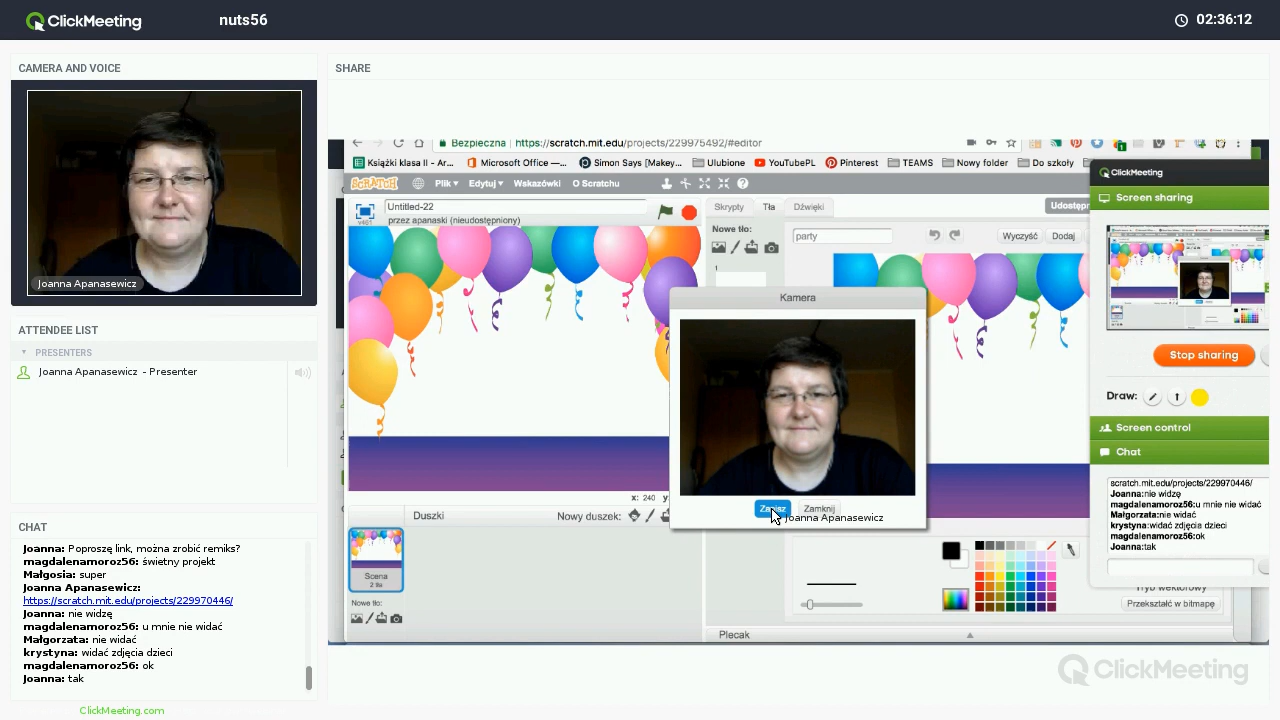 ClickMeeting
nuts56
02:36:12
CAMERA AND VOICE
Joanna Apanasewicz
ATTENDEE LIST
PRESENTERS
Joanna Apanasewicz - Presenter
CHAT
Joanna: Poproszę link, można zrobić remiks?
magdalenamoroz56: świetny projekt
Małgosia: super
Joanna Apanasewicz:
https://scratch.mit.edu/projects/229970446/
Joanna: nie widzę
magdalenamoroz56: u mnie nie widać
Małgorzata: nie widać
krystyna: widać zdjęcia dzieci
magdalenamoroz56: ok
Joanna: tak
ClickMeeting.com
SHARE
Bezpieczna https://scratch.mit.edu/projects/229975492/#editor
Książki klasa II - Ar...
Microsoft Office —...
Simon Says [Makey...
Ulubione
YouTubePL
Pinterest
TEAMS
Nowy folder
Do szkoły
SCRATCH
Plik
Edytuj
Wskazówki
O Scratchu
Untitled-22
przez apanaski (nieudostępniony)
v461
Skrypty
Tła
Dźwięki
Nowe tło:
1
party
Wyczyść
Dodaj
Kamera
Zapisz
Zamknij
Joanna Apanasewicz
x: 240
Duszki
Nowy duszek:
Scena
2 tła
Nowe tło:
Tryb wektorowy
Przekształć w bitmapę
Plecak
ClickMeeting
Screen sharing
Stop sharing
Draw:
Screen control
Chat
scratch.mit.edu/projects/229970446/
Joanna:nie widzę
magdalenamoroz56:u mnie nie widać
Małgorzata:nie widać
krystyna:widać zdjęcia dzieci
magdalenamoroz56:ok
Joanna:tak
ClickMeeting